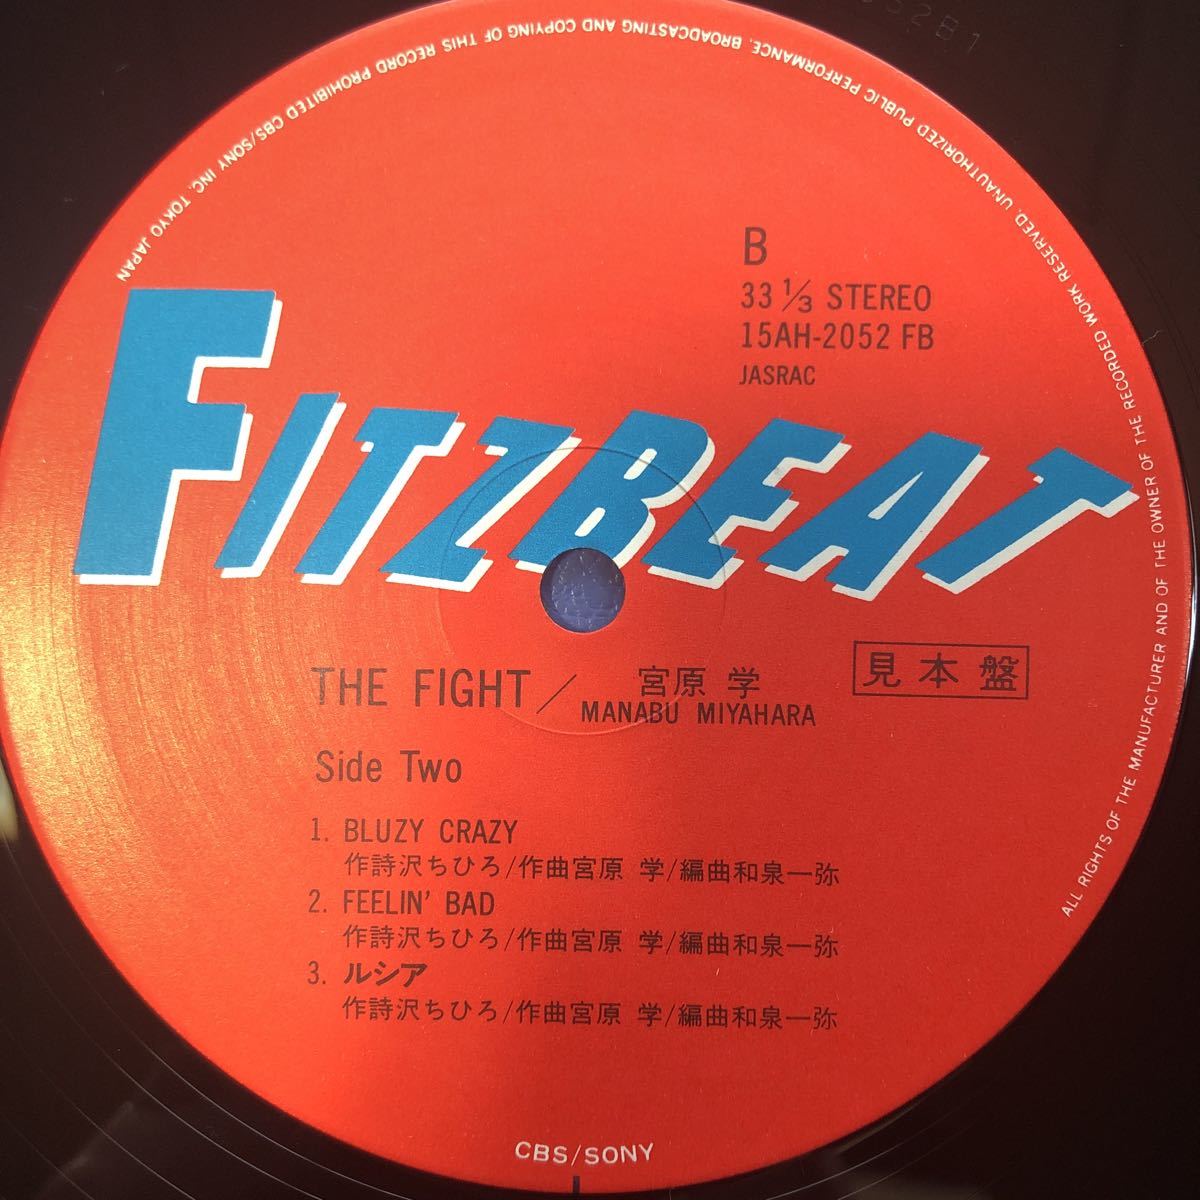 ALL RIGHTS OF THE MANUFACTURER AND OF THE OWNER OF THE RECORDED WORK RESERVED. UNAUTHORIZED PUBLIC PERFORMANCE. BROADCASTING AND COPYING OF THIS RECORD PROHIBITED CBS/SONY INC. TOKYO JAPAN
B
33 1/3 STEREO
15AH-2052 FB
JASRAC
FITZBEAT
THE FIGHT / 宮原 学
MANABU MIYAHARA
見本盤
Side Two
1. BLUZY CRAZY
作詩沢ちひろ/作曲宮原 学/編曲和泉一弥
2. FEELIN' BAD
作詩沢ちひろ/作曲宮原 学/編曲和泉一弥
3. ルシア
作詩沢ちひろ/作曲宮原 学/編曲和泉一弥
CBS/SONY